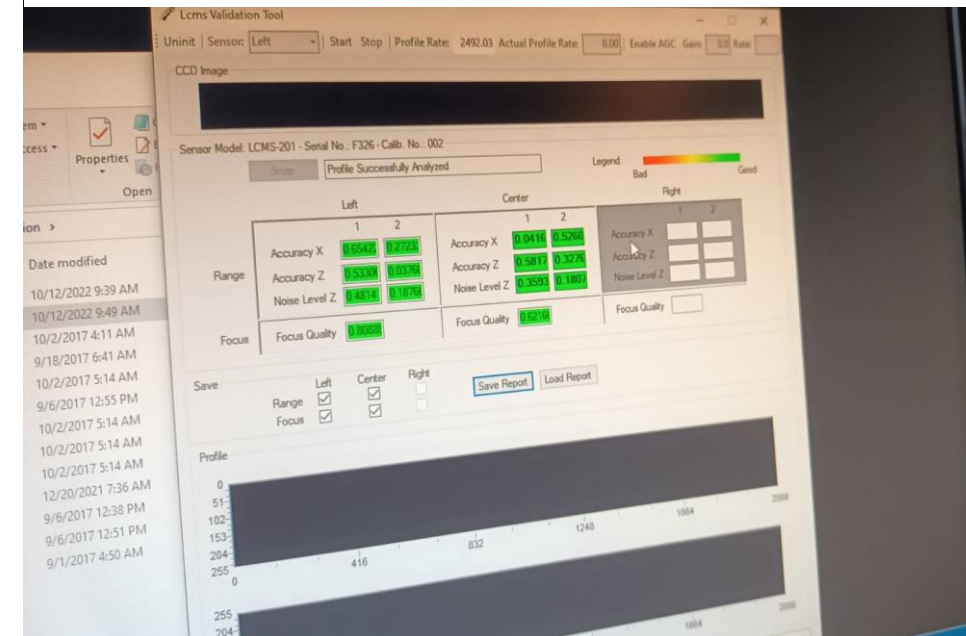 Lcms Validation Tool
Uninit Sensor: Left Start Stop Profile Rate: 2492.03 Actual Profile Rate: 0.00 Enable AGC Gain: 0.0 Rate:
CCD Image
Sensor Model: LCMS-201 - Serial No.: F326 - Calib. No.: 002
Snap Profile Successfully Analyzed Legend:
Bad Good
Left Center Right
1 2 1 2 1 2
Range
Accuracy X 0.6542 0.2723 Accuracy X 0.0416 0.5260 Accuracy X
Accuracy Z 0.5330 0.0376 Accuracy Z 0.5817 0.3276 Accuracy Z
Noise Level Z 0.4814 0.1876 Noise Level Z 0.3593 0.1807 Noise Level Z
Focus Focus Quality 0.8088 Focus Quality 0.6216 Focus Quality
Save Left Center Right
Range
Focus
Save Report Load Report
Profile
0
51
102
153
204
255
0 416 832 1248 1664 2080
255
204
1664 2080
em
ccess
Properties
Open
ion >
Date modified
10/12/2022 9:39 AM
10/12/2022 9:49 AM
10/2/2017 4:11 AM
9/18/2017 6:41 AM
10/2/2017 5:14 AM
9/6/2017 12:55 PM
10/2/2017 5:14 AM
10/2/2017 5:14 AM
10/2/2017 5:14 AM
12/20/2021 7:36 AM
9/6/2017 12:38 PM
9/6/2017 12:51 PM
9/1/2017 4:50 AM